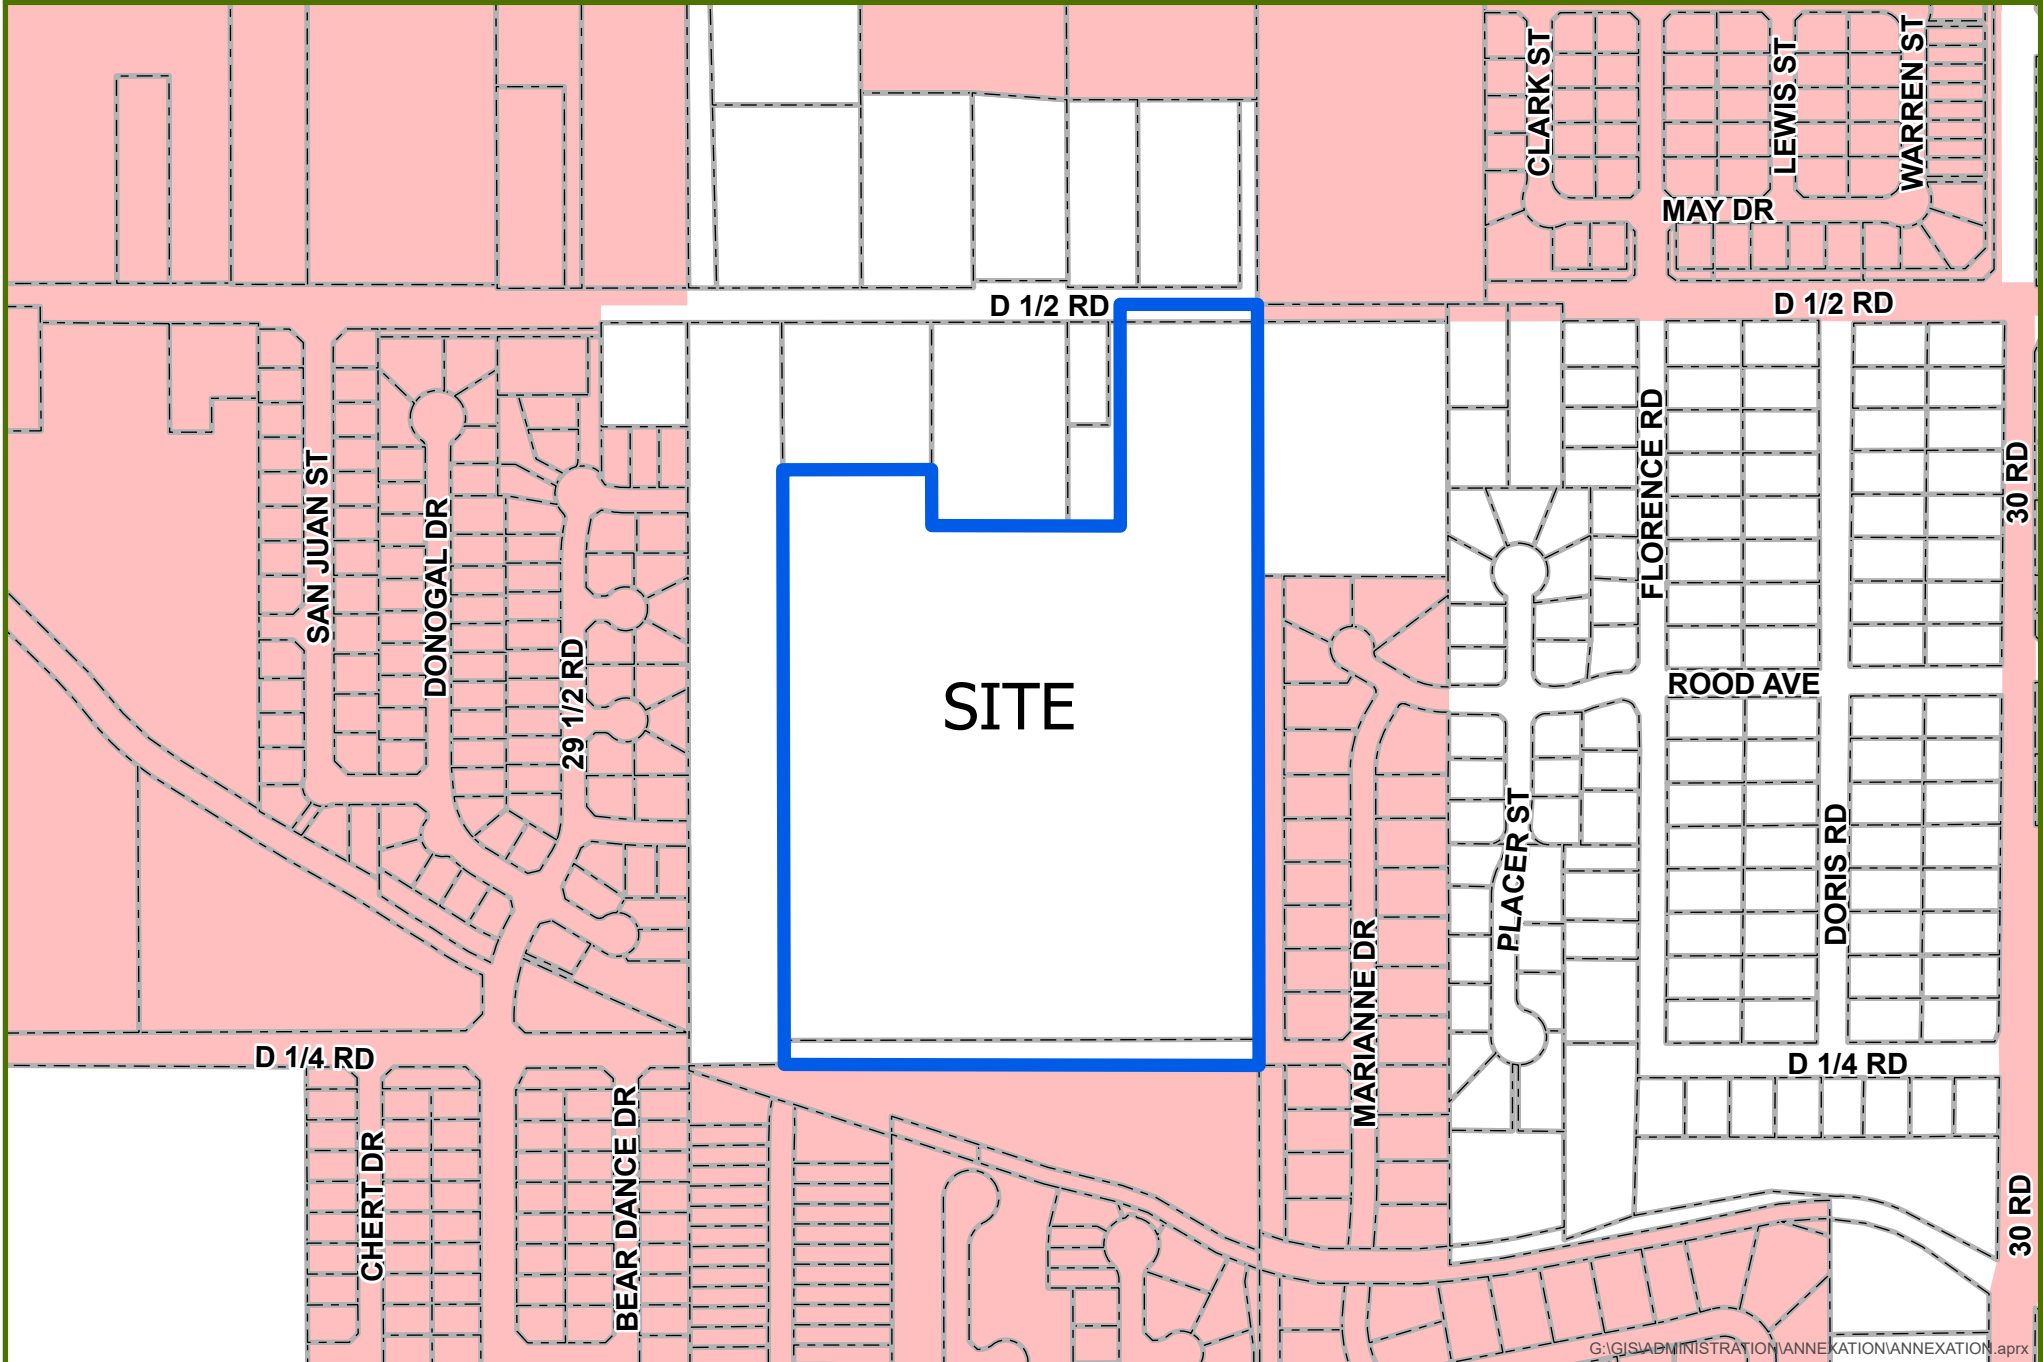 CLARK ST
LEWIS ST
WARREN ST
MAY DR
D 1/2 RD
D 1/2 RD
SAN JUAN ST
DONOGAL DR
29 1/2 RD
FLORENCE RD
30 RD
SITE
ROOD AVE
PLACER ST
DORIS RD
MARIANNE DR
D 1/4 RD
D 1/4 RD
CHERT DR
BEAR DANCE DR
30 RD
G:\GIS\ADMINISTRATION\ANNEXATION\ANNEXATION.aprx